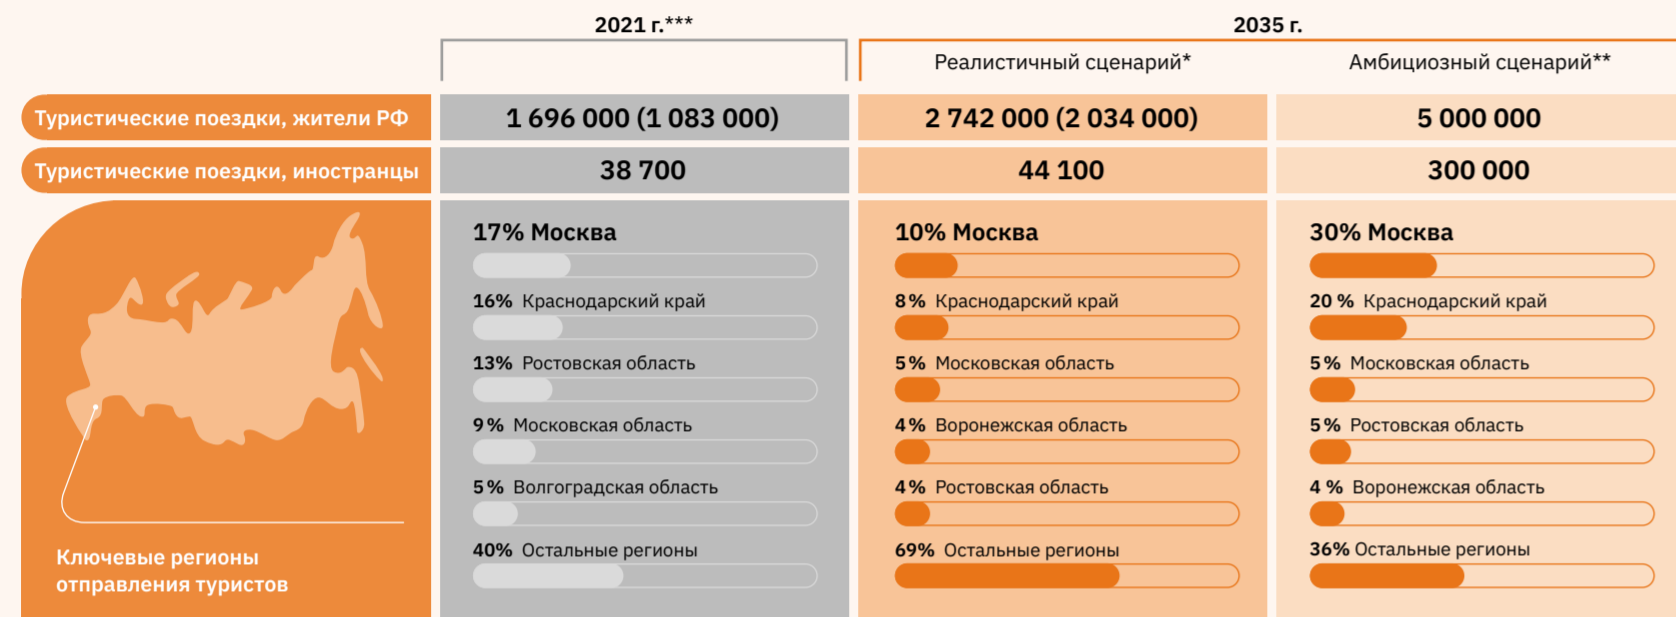 2021 г.***
2035 г.
Реалистичный сценарий*
Амбициозный сценарий**
Туристические поездки, жители РФ
1 696 000 (1 083 000)
2 742 000 (2 034 000)
5 000 000
Туристические поездки, иностранцы
38 700
44 100
300 000
Ключевые регионы
отправления туристов
17% Москва
16% Краснодарский край
13% Ростовская область
9% Московская область
5% Волгоградская область
40% Остальные регионы
10% Москва
8% Краснодарский край
5% Московская область
4% Воронежская область
4% Ростовская область
69% Остальные регионы
30% Москва
20 % Краснодарский край
5% Московская область
5% Ростовская область
4 % Воронежская область
36% Остальные регионы